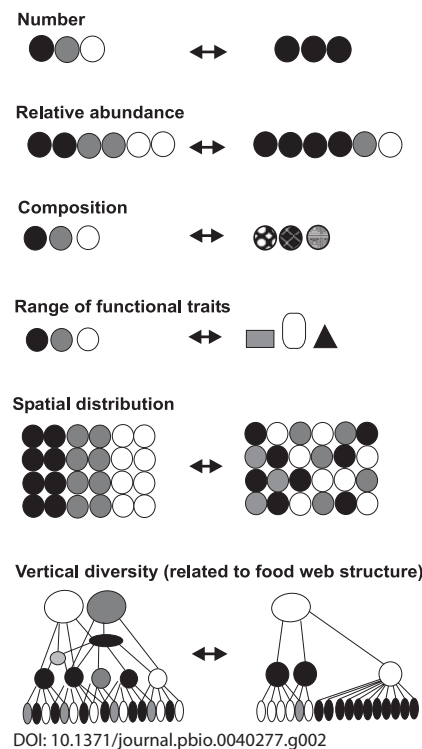 Number
Relative abundance
Composition
Range of functional traits
Spatial distribution
Vertical diversity (related to food web structure)
DOI: 10.1371/journal.pbio.0040277.g002